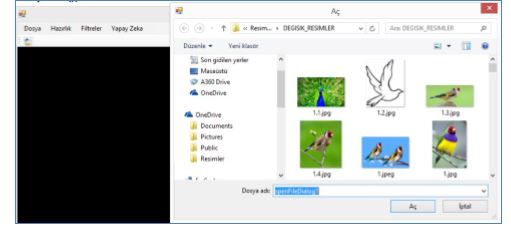 Aç
Dosya Hazırlık Filtreler Yapay Zeka
« Resim... DEGISIK_RESIMLER
Ara: DEGISIK_RESIMLER
Düzenle Yeni klasör
Son gidilen yerler
Masaüstü
A360 Drive
OneDrive
OneDrive
Documents
Pictures
Public
Resimler
1.1.jpg 1.2.jpg 1.3.jpg
1.4.jpg 1.jpeg 1.jpg
Dosya adı: openFileDialog1
Aç İptal